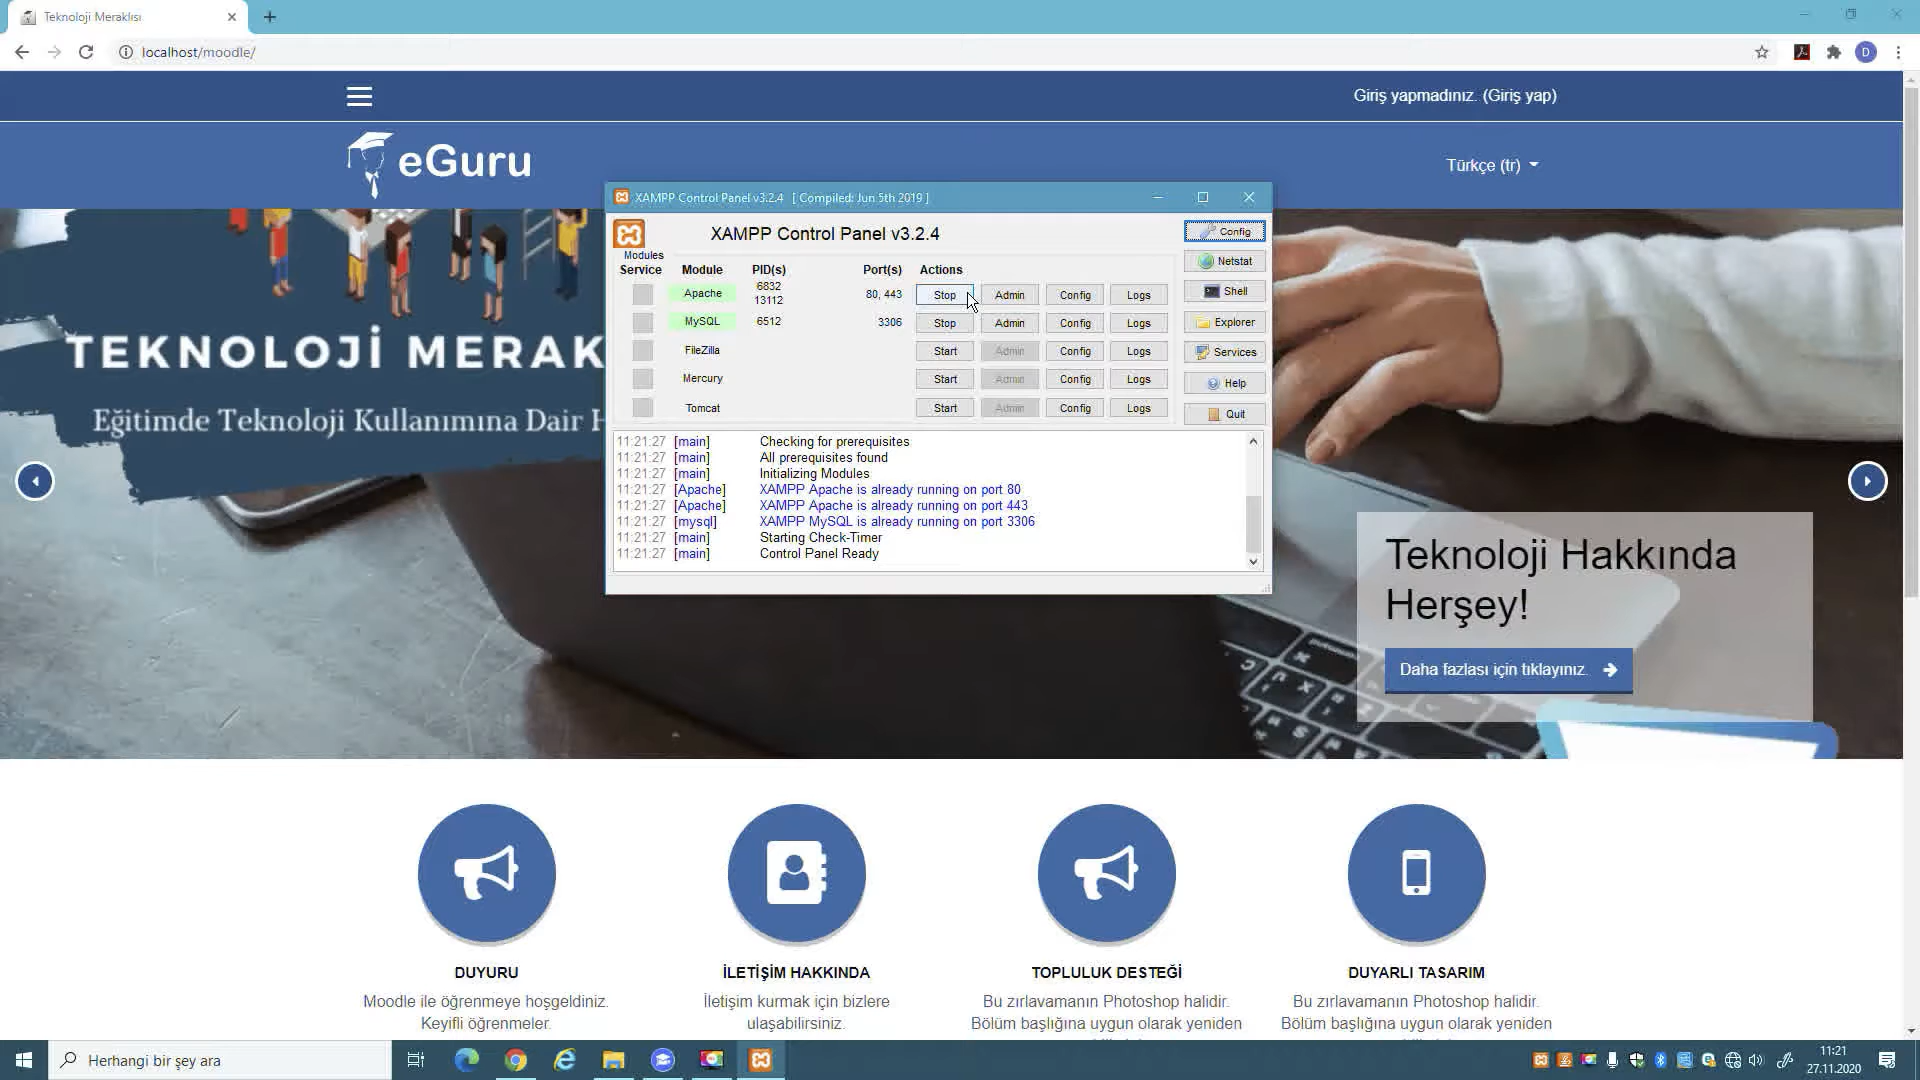 Teknoloji Meraklısı
localhost/moodle/
D
Giriş yapmadınız. (Giriş yap)
eGuru
Türkçe (tr)
TEKNOLOJİ MERAK
Eğitimde Teknoloji Kullanımına Dair H
XAMPP Control Panel v3.2.4 [ Compiled: Jun 5th 2019 ]
XAMPP Control Panel v3.2.4
Config
Modules
Service Module PID(s) Port(s) Actions
Netstat
Apache 6832 13112 80, 443 Stop Admin Config Logs
Shell
MySQL 6512 3306 Stop Admin Config Logs
Explorer
FileZilla Start Admin Config Logs
Services
Mercury Start Admin Config Logs
Help
Tomcat Start Admin Config Logs
Quit
11:21:27 [main] Checking for prerequisites
11:21:27 [main] All prerequisites found
11:21:27 [main] Initializing Modules
11:21:27 [Apache] XAMPP Apache is already running on port 80
11:21:27 [Apache] XAMPP Apache is already running on port 443
11:21:27 [mysql] XAMPP MySQL is already running on port 3306
11:21:27 [main] Starting Check-Timer
11:21:27 [main] Control Panel Ready
Teknoloji Hakkında
Herşey!
Daha fazlası için tıklayınız.
DUYURU
Moodle ile öğrenmeye hoşgeldiniz.
Keyifli öğrenmeler.
İLETİŞİM HAKKINDA
İletişim kurmak için bizlere
ulaşabilirsiniz.
TOPLULUK DESTEĞİ
Bu zırlavamanın Photoshop halidir.
Bölüm başlığına uygun olarak yeniden
DUYARLI TASARIM
Bu zırlavamanın Photoshop halidir.
Bölüm başlığına uygun olarak yeniden
Herhangi bir şey ara
11:21
27.11.2020